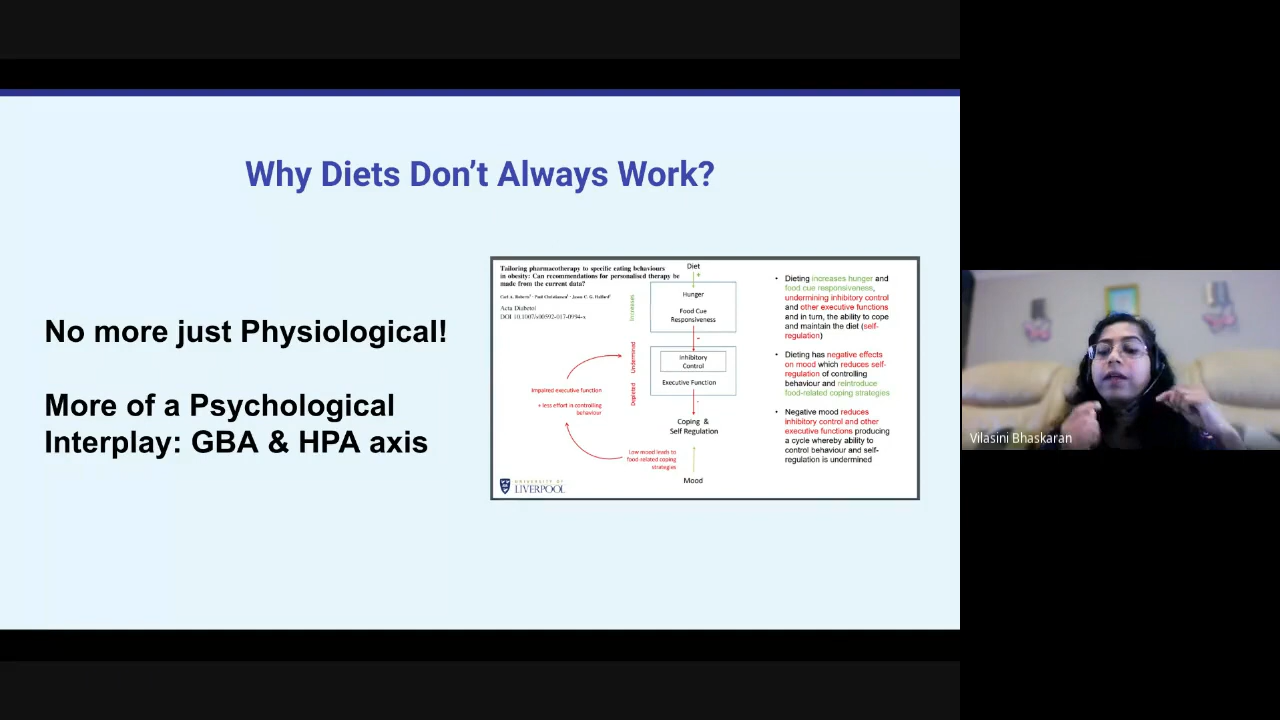 Why Diets Don't Always Work?
No more just Physiological!
More of a Psychological
Interplay: GBA & HPA axis
Tailoring pharmacotherapy to specific eating behaviours
in obesity: Can recommendations for personalised therapy be
made from the current data?
Acta Diabetol
DOI 10.1007/s00592-017-0994-x
Diet
+
Increases
Hunger
Food Cue
Responsiveness
-
Undermined
Inhibitory
Control
Executive Function
Depleted
-
Coping &
Self Regulation
Mood
Impaired executive function
+ less effort in controlling
behaviour
Low mood leads to
food-related coping
strategies
UNIVERSITY OF
LIVERPOOL
• Dieting increases hunger and
food cue responsiveness,
undermining inhibitory control
and other executive functions
and in turn, the ability to cope
and maintain the diet (self-
regulation)
• Dieting has negative effects
on mood which reduces self-
regulation of controlling
behaviour and reintroduce
food-related coping strategies
• Negative mood reduces
inhibitory control and other
executive functions producing
a cycle whereby ability to
control behaviour and self-
regulation is undermined
Vilasini Bhaskaran